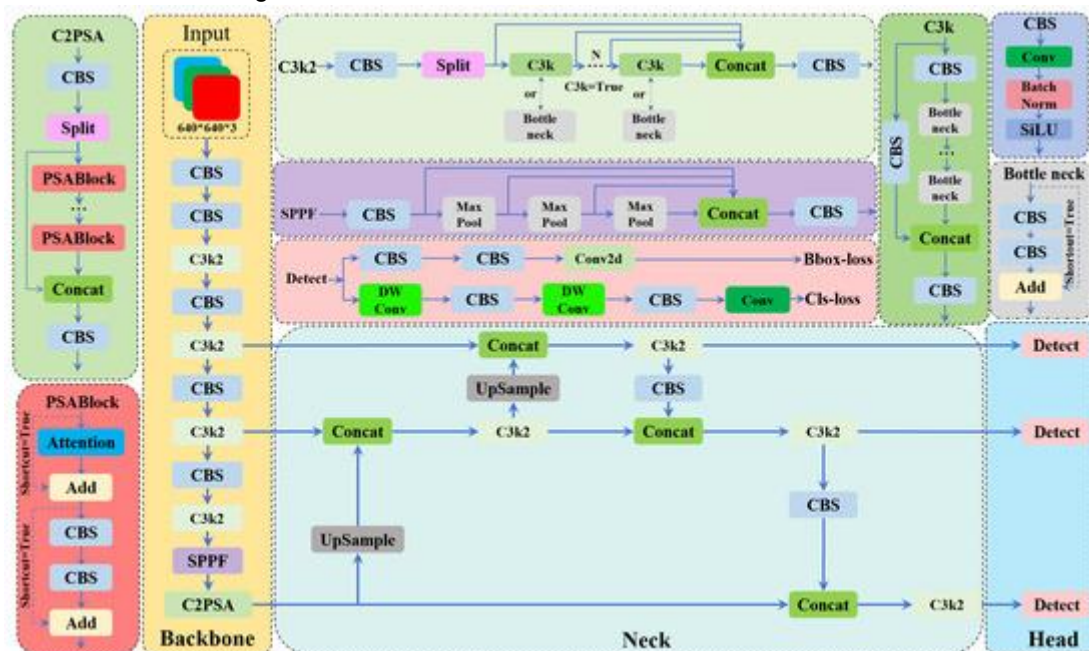 C2PSA
CBS
Split
PSABlock
...
PSABlock
Concat
CBS
PSABlock
Shortcut=True
Attention
Add
Shortcut=True
CBS
CBS
Add
Input
640*640*3
CBS
CBS
C3k2
CBS
C3k2
CBS
C3k2
CBS
C3k2
SPPF
C2PSA
Backbone
C3k2
CBS
Split
C3k
N
C3k
Concat
CBS
C3k=True
or
or
Bottle
neck
Bottle
neck
SPPF
CBS
Max
Pool
Max
Pool
Max
Pool
Concat
CBS
Detect
CBS
CBS
Conv2d
Bbox-loss
DW
Conv
CBS
DW
Conv
CBS
Conv
Cls-loss
C3k
CBS
CBS
Bottle
neck
...
Bottle
neck
Concat
CBS
CBS
Conv
Batch
Norm
SiLU
Bottle neck
CBS
CBS
Add
Shortcut=True
Concat
C3k2
UpSample
CBS
Concat
C3k2
Concat
C3k2
UpSample
CBS
Concat
C3k2
Neck
Detect
Detect
Detect
Head